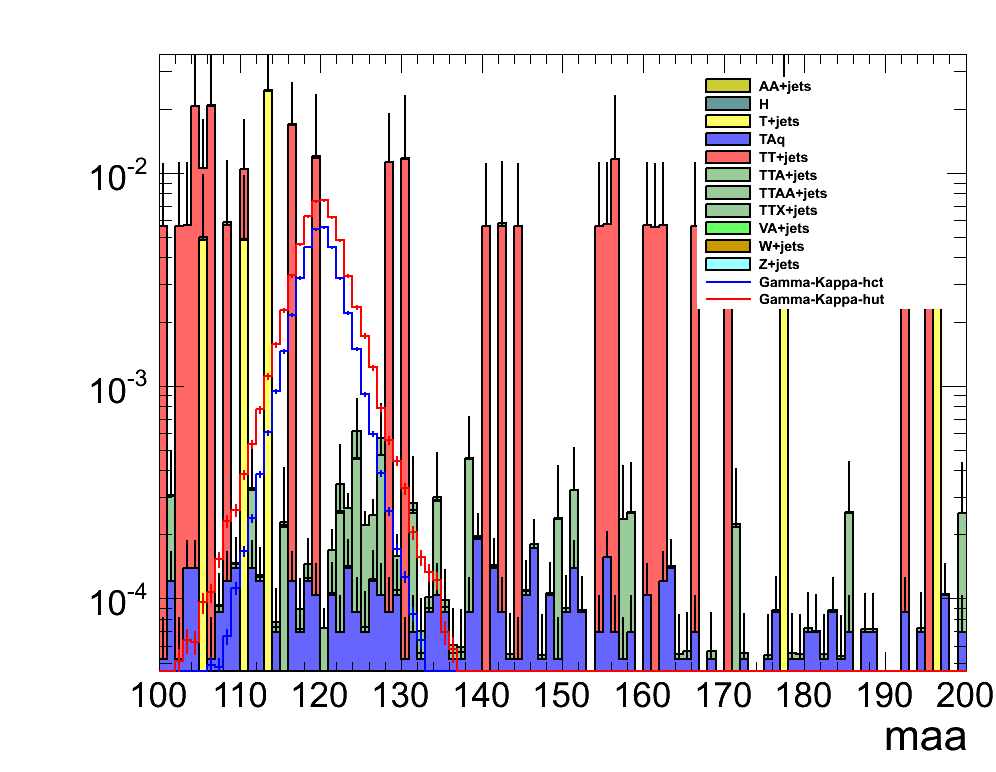 AA+jets
H
T+jets
TAq
TT+jets
TTA+jets
TTAA+jets
TTX+jets
VA+jets
W+jets
Z+jets
Gamma-Kappa-hct
Gamma-Kappa-hut
10-2
10-3
10-4
100 110 120 130 140 150 160 170 180 190 200
maa